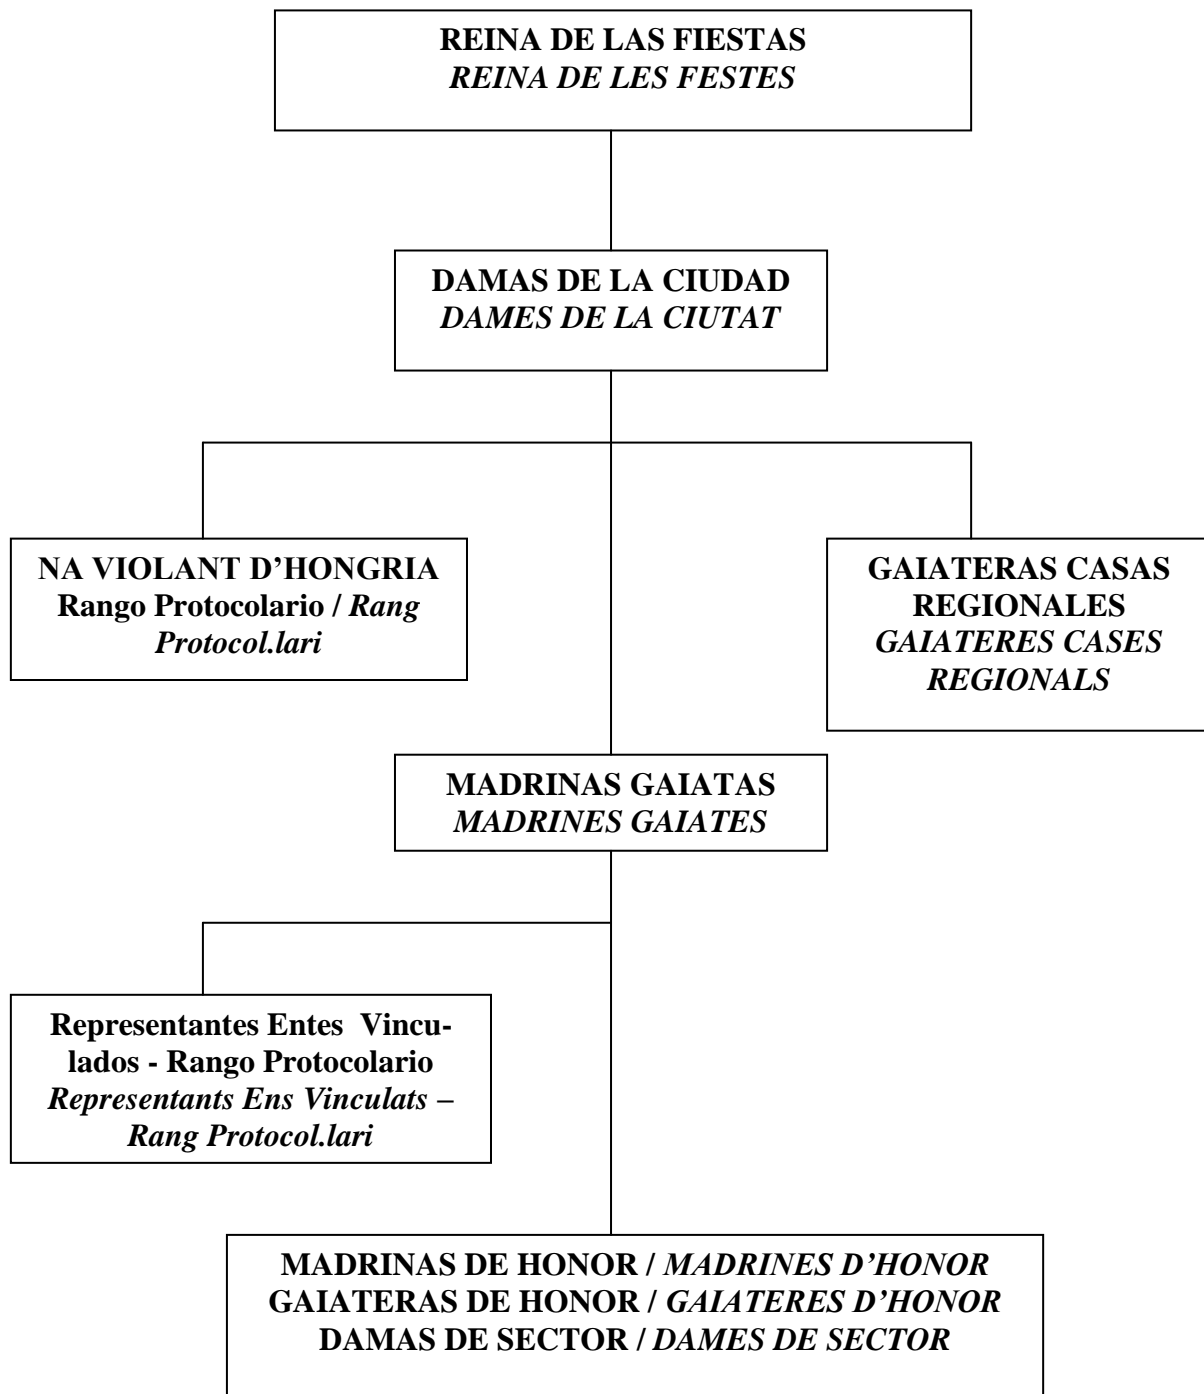 REINA DE LAS FIESTAS
REINA DE LES FESTES
DAMAS DE LA CIUDAD
DAMES DE LA CIUTAT
NA VIOLANT D’HONGRIA
Rango Protocolario / Rang
Protocol.lari
GAIATERAS CASAS
REGIONALES
GAIATERES CASES
REGIONALS
MADRINAS GAIATAS
MADRINES GAIATES
Representantes Entes Vincu-
lados - Rango Protocolario
Representants Ens Vinculats –
Rang Protocol.lari
MADRINAS DE HONOR / MADRINES D’HONOR
GAIATERAS DE HONOR / GAIATERES D’HONOR
DAMAS DE SECTOR / DAMES DE SECTOR